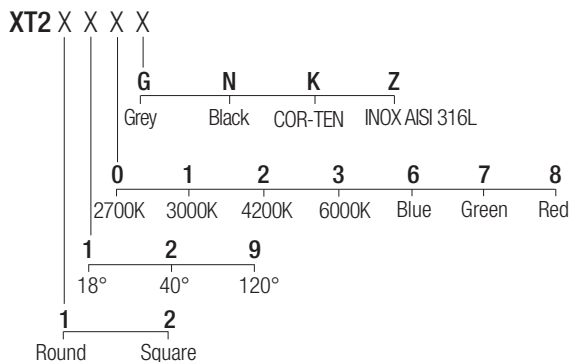 XT2 X X X X
G N K Z
Grey Black COR-TEN INOX AISI 316L
0 1 2 3 6 7 8
2700K 3000K 4200K 6000K Blue Green Red
1 2 9
18° 40° 120°
1 2
Round Square